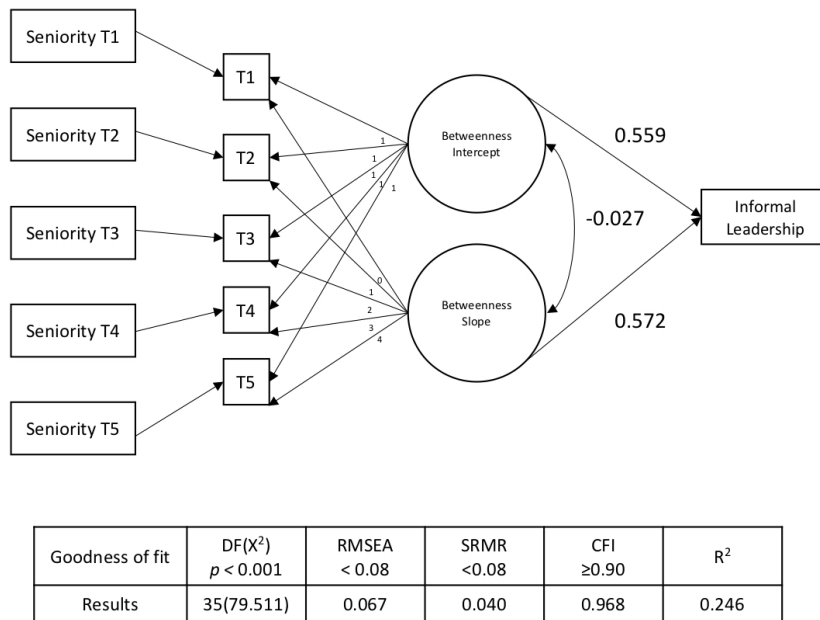 Seniority T1
T1
Seniority T2
T2
Seniority T3
T3
Seniority T4
T4
Seniority T5
T5
1
1
1
1
1
0
1
2
3
4
Betweenness
Intercept
Betweenness
Slope
0.559
-0.027
0.572
Informal
Leadership
Goodness of fit
DF(X²)
p < 0.001
RMSEA
< 0.08
SRMR
<0.08
CFI
≥0.90
R²
Results
35(79.511)
0.067
0.040
0.968
0.246